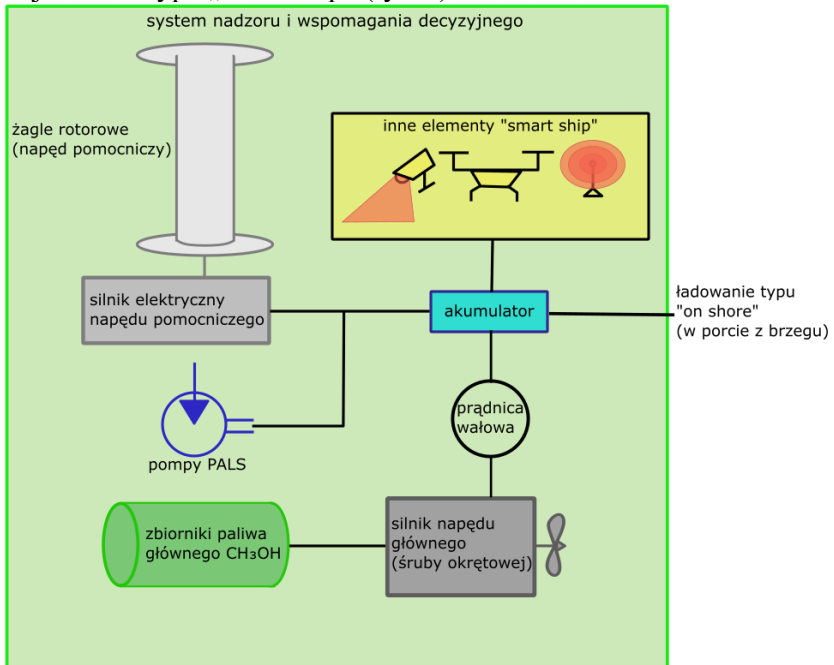 system nadzoru i wspomagania decyzyjnego
żagle rotorowe
(napęd pomocniczy)
inne elementy "smart ship"
silnik elektryczny
napędu pomocniczego
akumulator
ładowanie typu
"on shore"
(w porcie z brzegu)
prądnica
wałowa
pompy PALS
zbiorniki paliwa
głównego CH₃OH
silnik napędu
głównego
(śruby okrętowej)